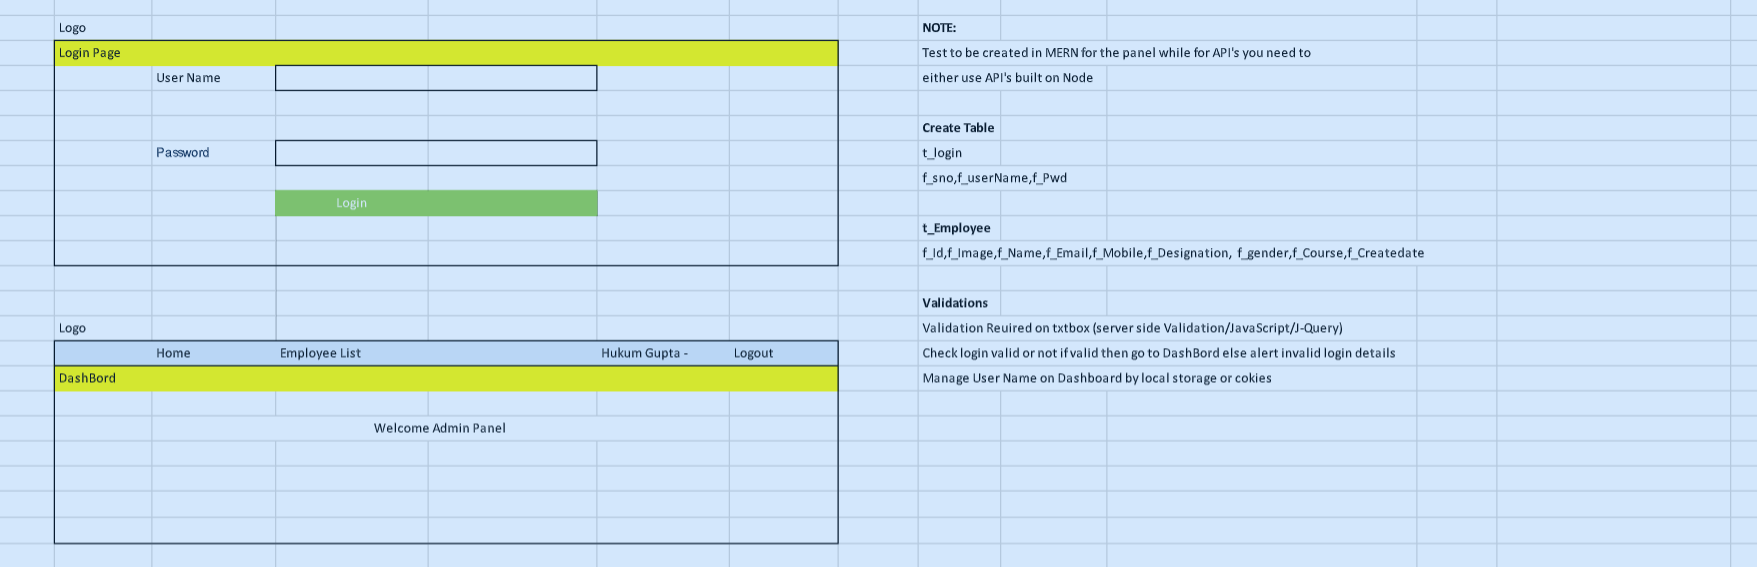 Logo
Login Page
User Name
Password
Login
Logo
Home Employee List Hukum Gupta - Logout
DashBord
Welcome Admin Panel
NOTE:
Test to be created in MERN for the panel while for API's you need to
either use API's built on Node
Create Table
t_login
f_sno,f_userName,f_Pwd
t_Employee
f_Id,f_Image,f_Name,f_Email,f_Mobile,f_Designation, f_gender,f_Course,f_Createdate
Validations
Validation Reuired on txtbox (server side Validation/JavaScript/J-Query)
Check login valid or not if valid then go to DashBord else alert invalid login details
Manage User Name on Dashboard by local storage or cokies